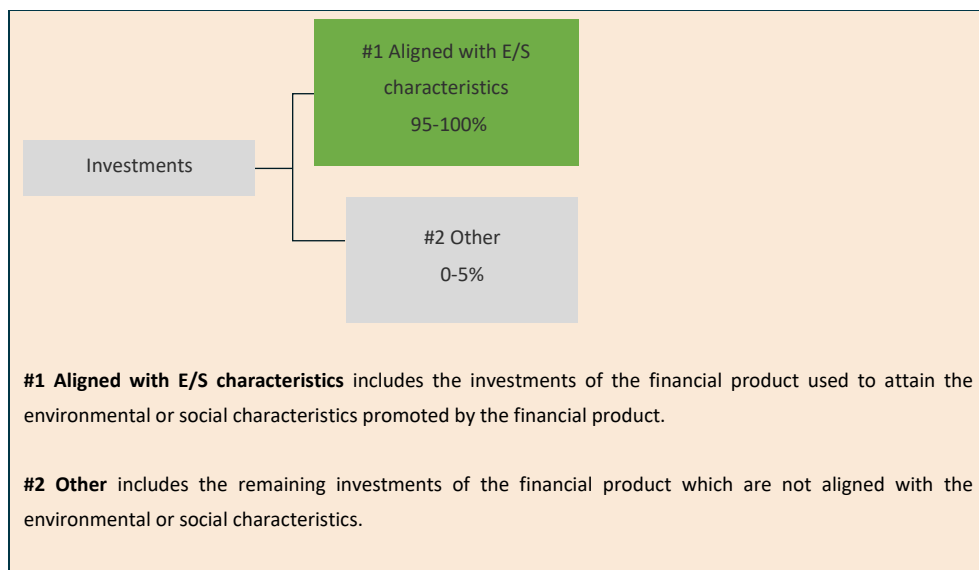 #1 Aligned with E/S
characteristics
95-100%
Investments
#2 Other
0-5%
#1 Aligned with E/S characteristics includes the investments of the financial product used to attain the
environmental or social characteristics promoted by the financial product.
#2 Other includes the remaining investments of the financial product which are not aligned with the
environmental or social characteristics.